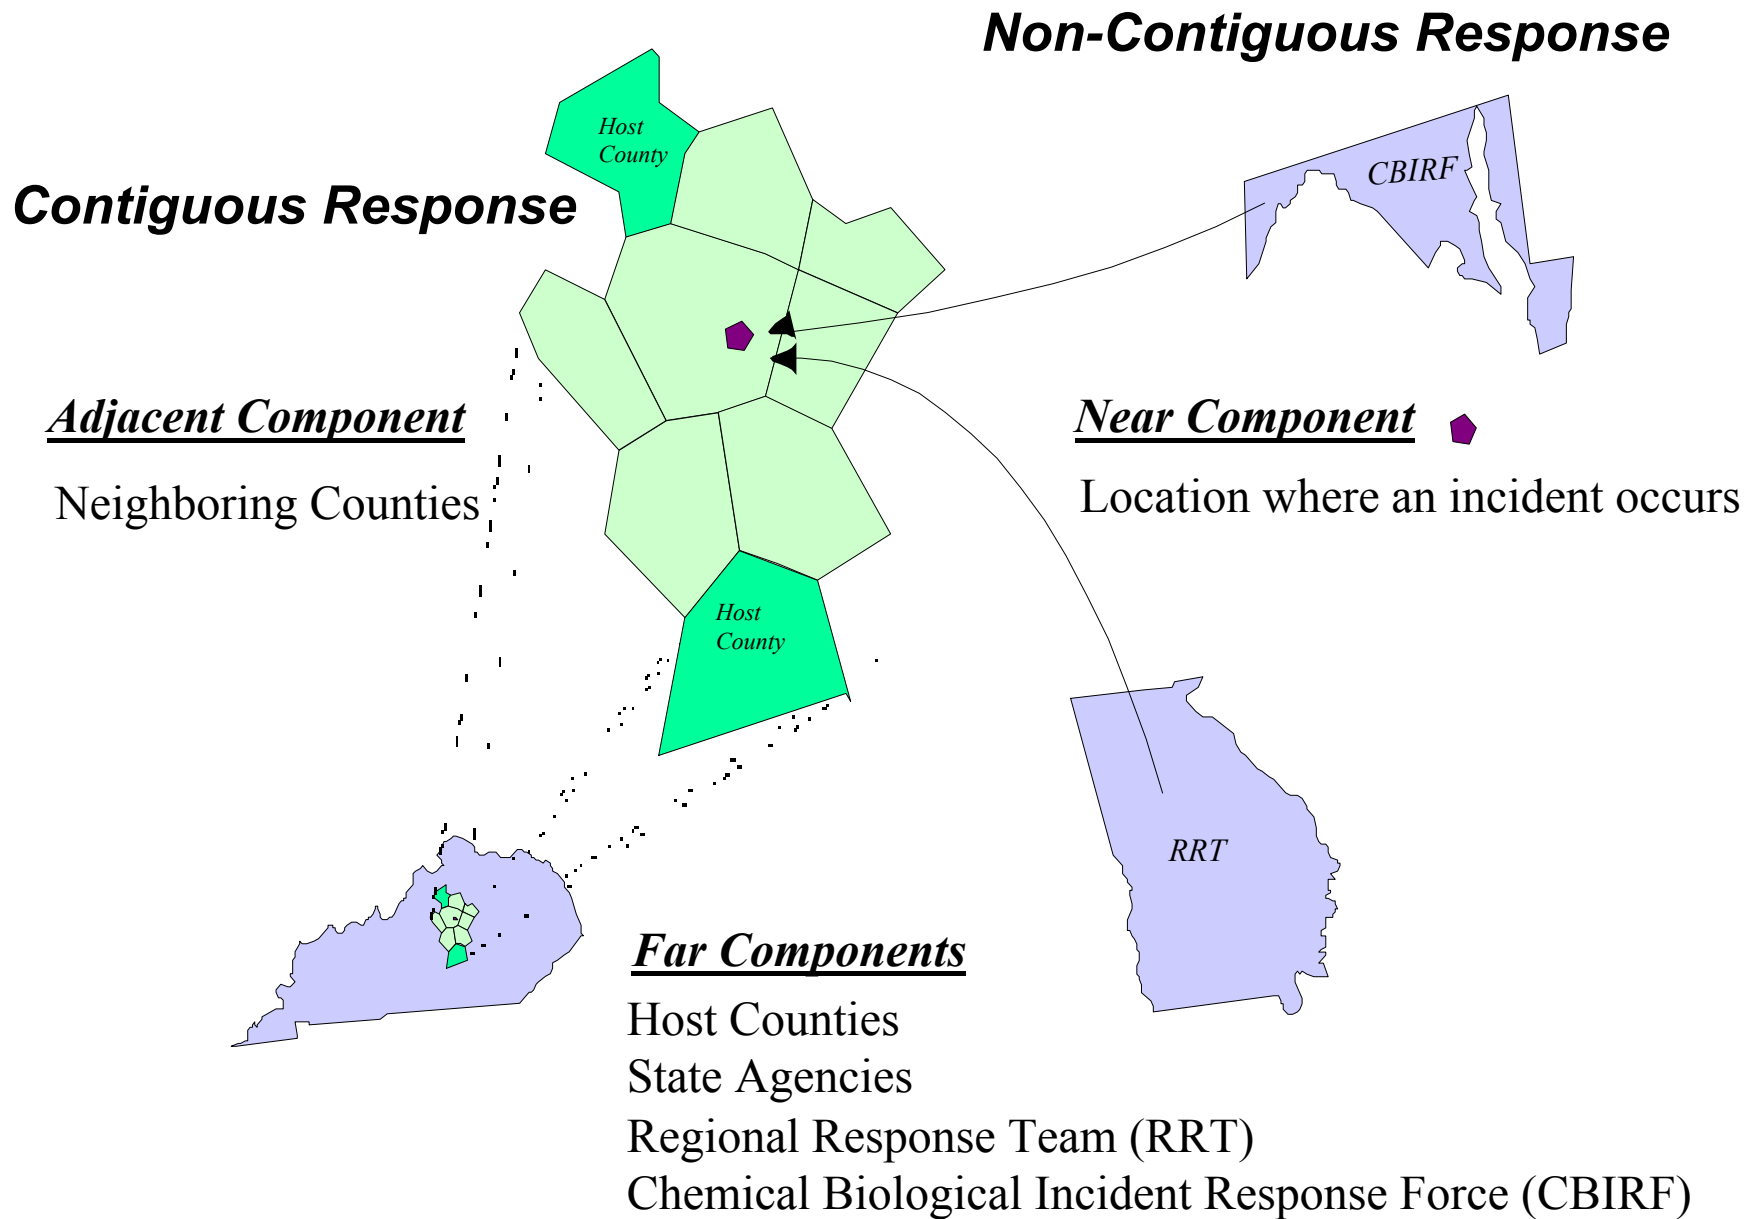 Non-Contiguous Response
Host
County
CBIRF
Contiguous Response
Adjacent Component
Neighboring Counties
Near Component
Location where an incident occurs
Host
County
RRT
Far Components
Host Counties
State Agencies
Regional Response Team (RRT)
Chemical Biological Incident Response Force (CBIRF)